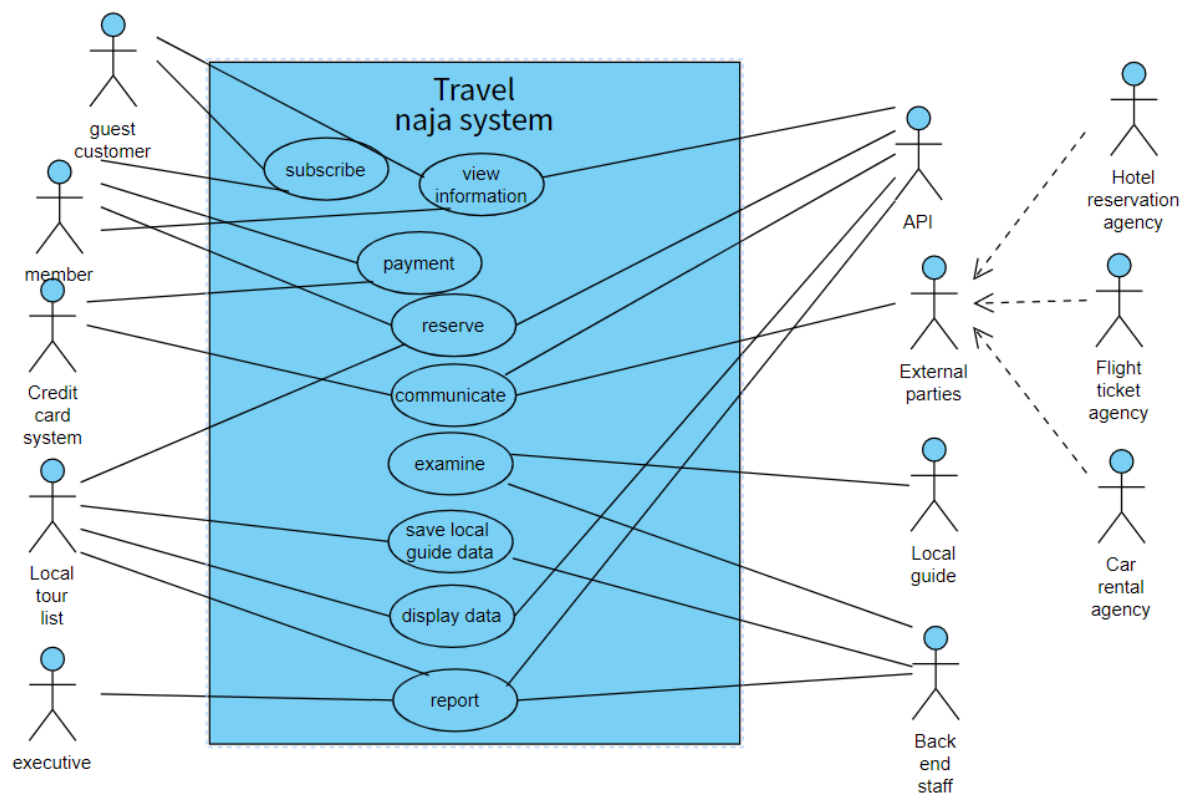 Travel
naja system
guest
customer
subscribe
view
information
member
payment
Credit
card
system
reserve
communicate
examine
Local
tour
list
save local
guide data
display data
executive
report
API
Hotel
reservation
agency
External
parties
Flight
ticket
agency
Local
guide
Car
rental
agency
Back
end
staff